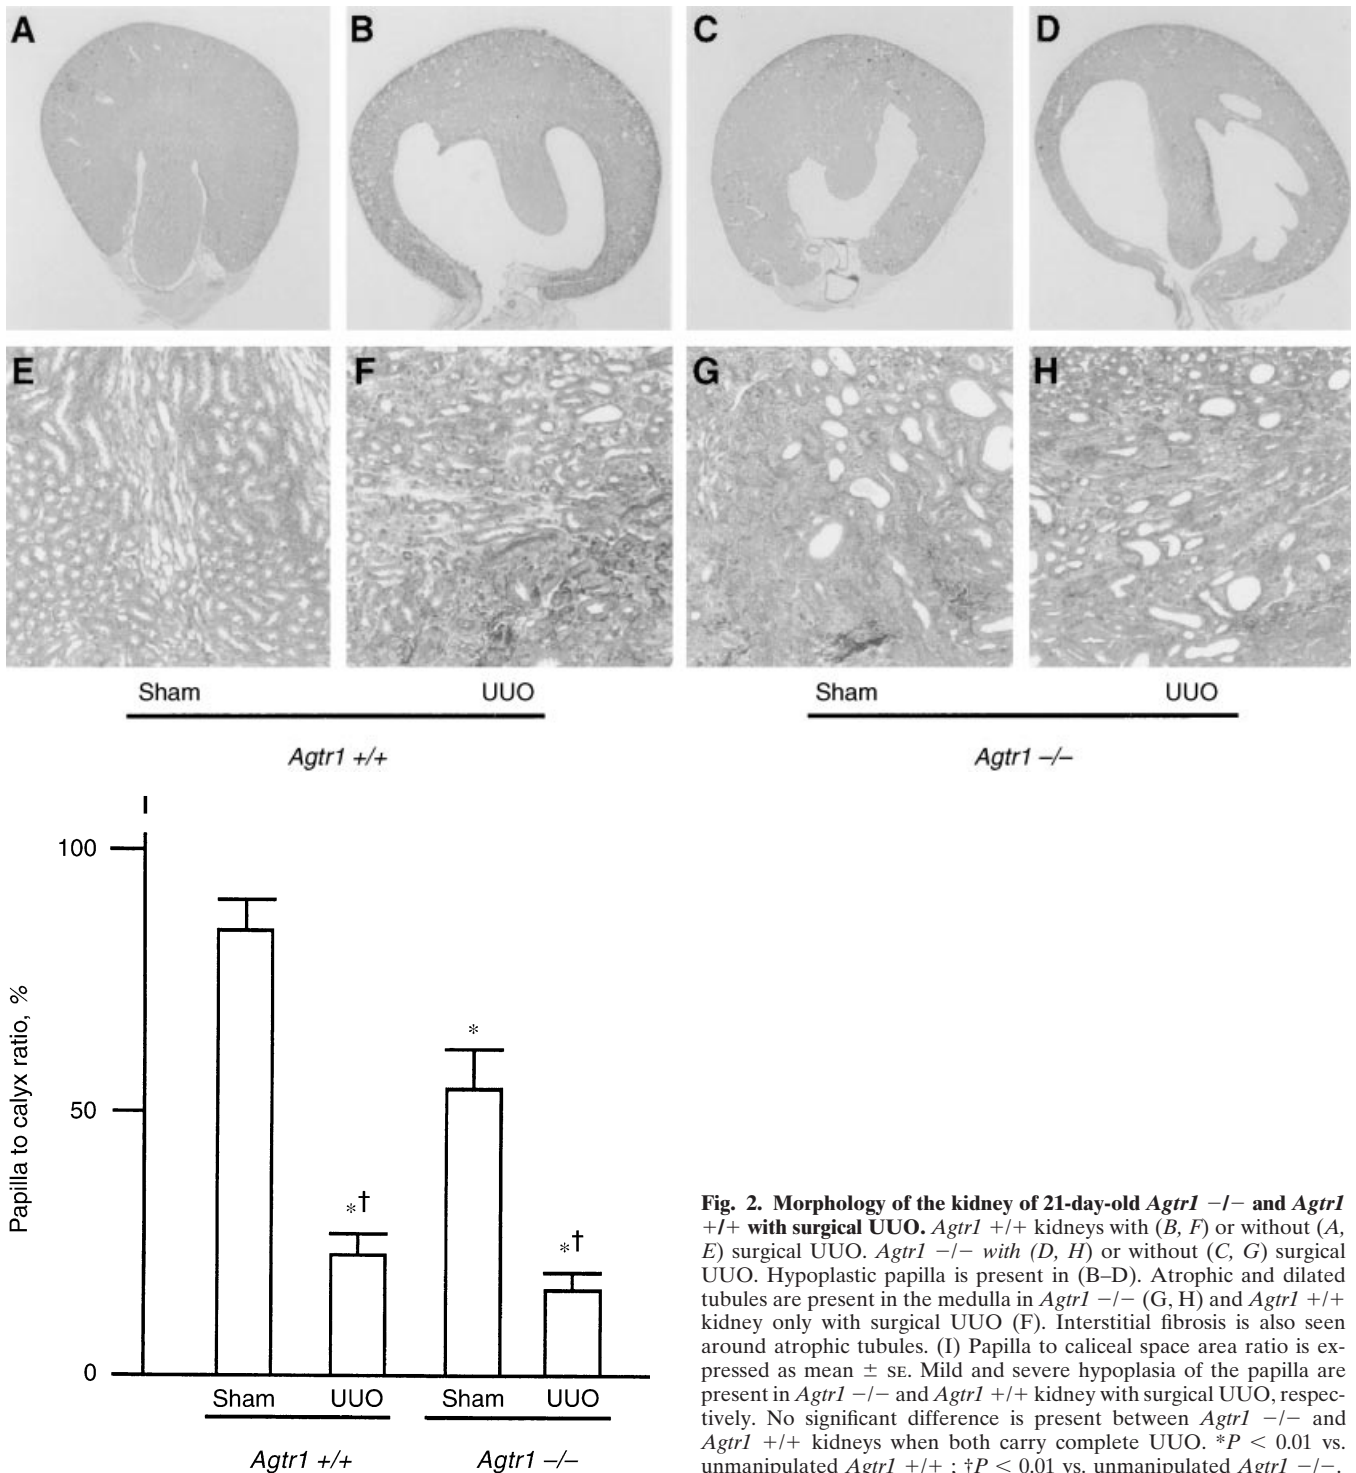 A
B
C
D
E
F
G
H
Sham
UUO
Sham
UUO
Agtr1 +/+
Agtr1 −/−
I
100
50
0
Papilla to calyx ratio, %
*†
*
*†
Sham
UUO
Sham
UUO
Agtr1 +/+
Agtr1 −/−
Fig. 2. Morphology of the kidney of 21-day-old Agtr1 −/− and Agtr1
+/+ with surgical UUO. Agtr1 +/+ kidneys with (B, F) or without (A,
E) surgical UUO. Agtr1 −/− with (D, H) or without (C, G) surgical
UUO. Hypoplastic papilla is present in (B–D). Atrophic and dilated
tubules are present in the medulla in Agtr1 −/− (G, H) and Agtr1 +/+
kidney only with surgical UUO (F). Interstitial fibrosis is also seen
around atrophic tubules. (I) Papilla to caliceal space area ratio is ex-
pressed as mean ± SE. Mild and severe hypoplasia of the papilla are
present in Agtr1 −/− and Agtr1 +/+ kidney with surgical UUO, respec-
tively. No significant difference is present between Agtr1 −/− and
Agtr1 +/+ kidneys when both carry complete UUO. *P < 0.01 vs.
unmanipulated Agtr1 +/+ ; †P < 0.01 vs. unmanipulated Agtr1 −/−.